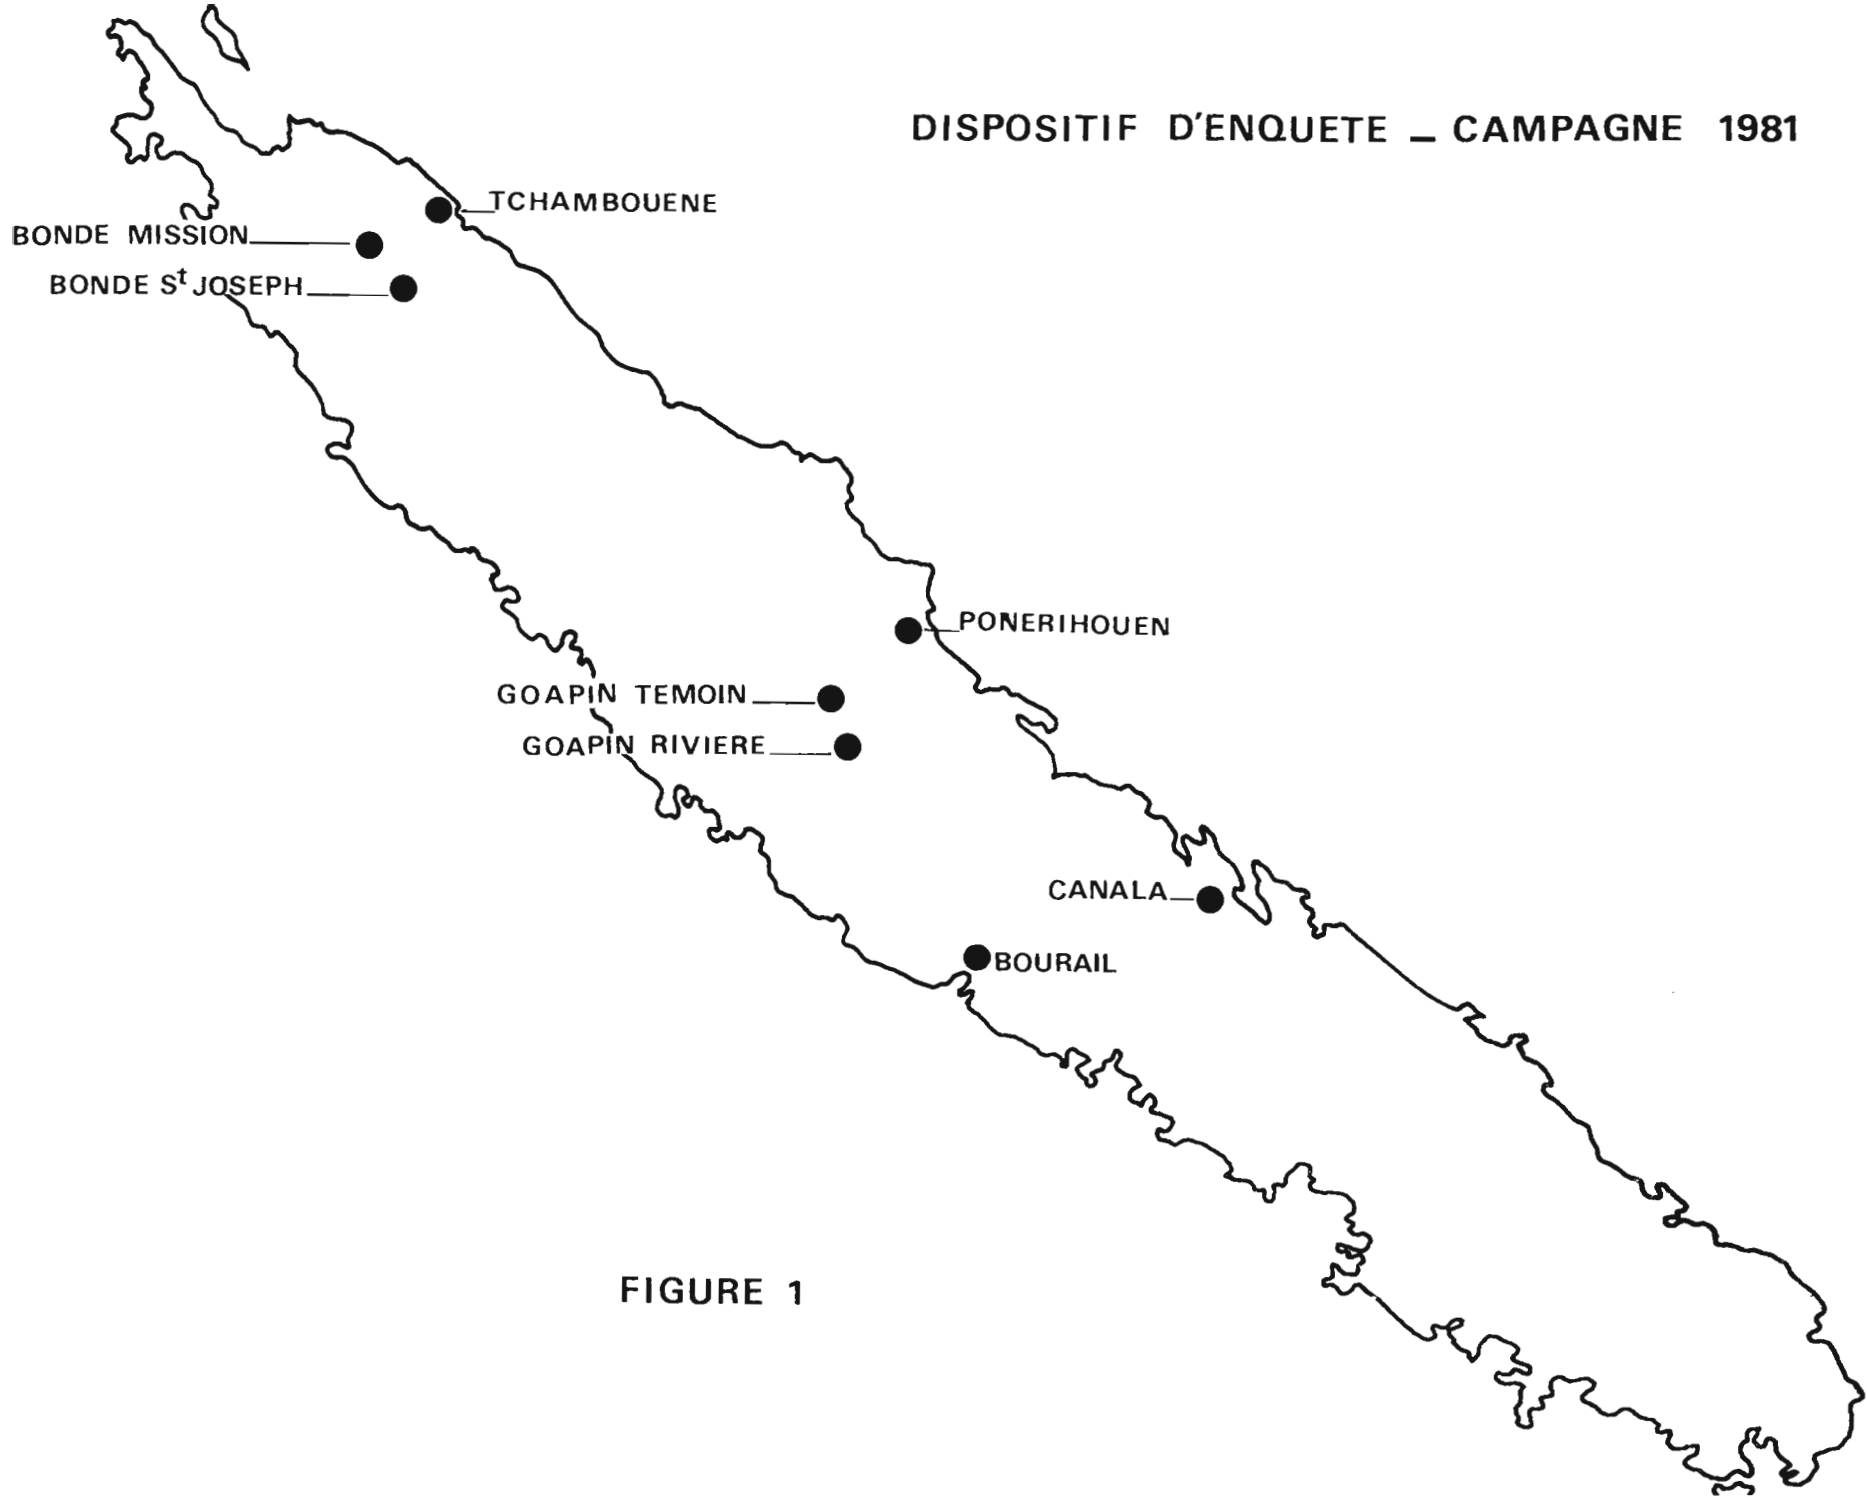 DISPOSITIF D'ENQUETE _ CAMPAGNE 1981
TCHAMBOUENE
BONDE MISSION
BONDE St JOSEPH
PONERIHOUEN
GOAPIN TEMOIN
GOAPIN RIVIERE
CANALA
BOURAIL
FIGURE 1